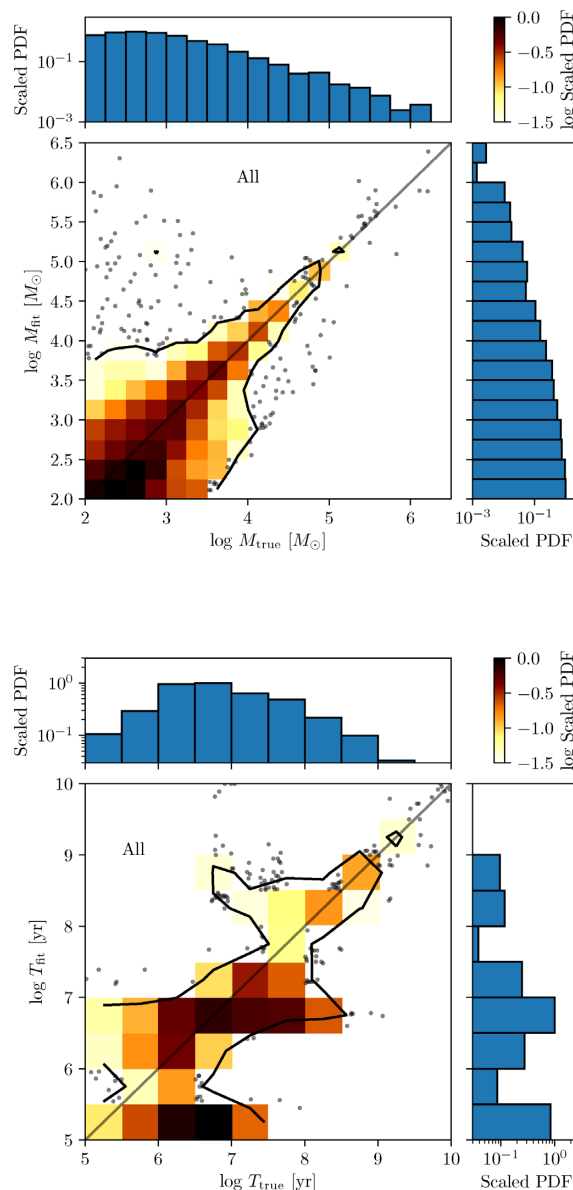 Scaled PDF
10⁻¹
10⁻³
0.0
−0.5
−1.0
−1.5
log Scaled PDF
6.5
6.0
5.5
5.0
4.5
4.0
3.5
3.0
2.5
2.0
log M_fit [M_⊙]
All
2 3 4 5 6
log M_true [M_⊙]
10⁻³ 10⁻¹
Scaled PDF
Scaled PDF
10⁰
10⁻¹
0.0
−0.5
−1.0
−1.5
log Scaled PDF
10
9
8
7
6
5
log T_fit [yr]
All
5 6 7 8 9 10
log T_true [yr]
10⁻¹ 10⁰
Scaled PDF